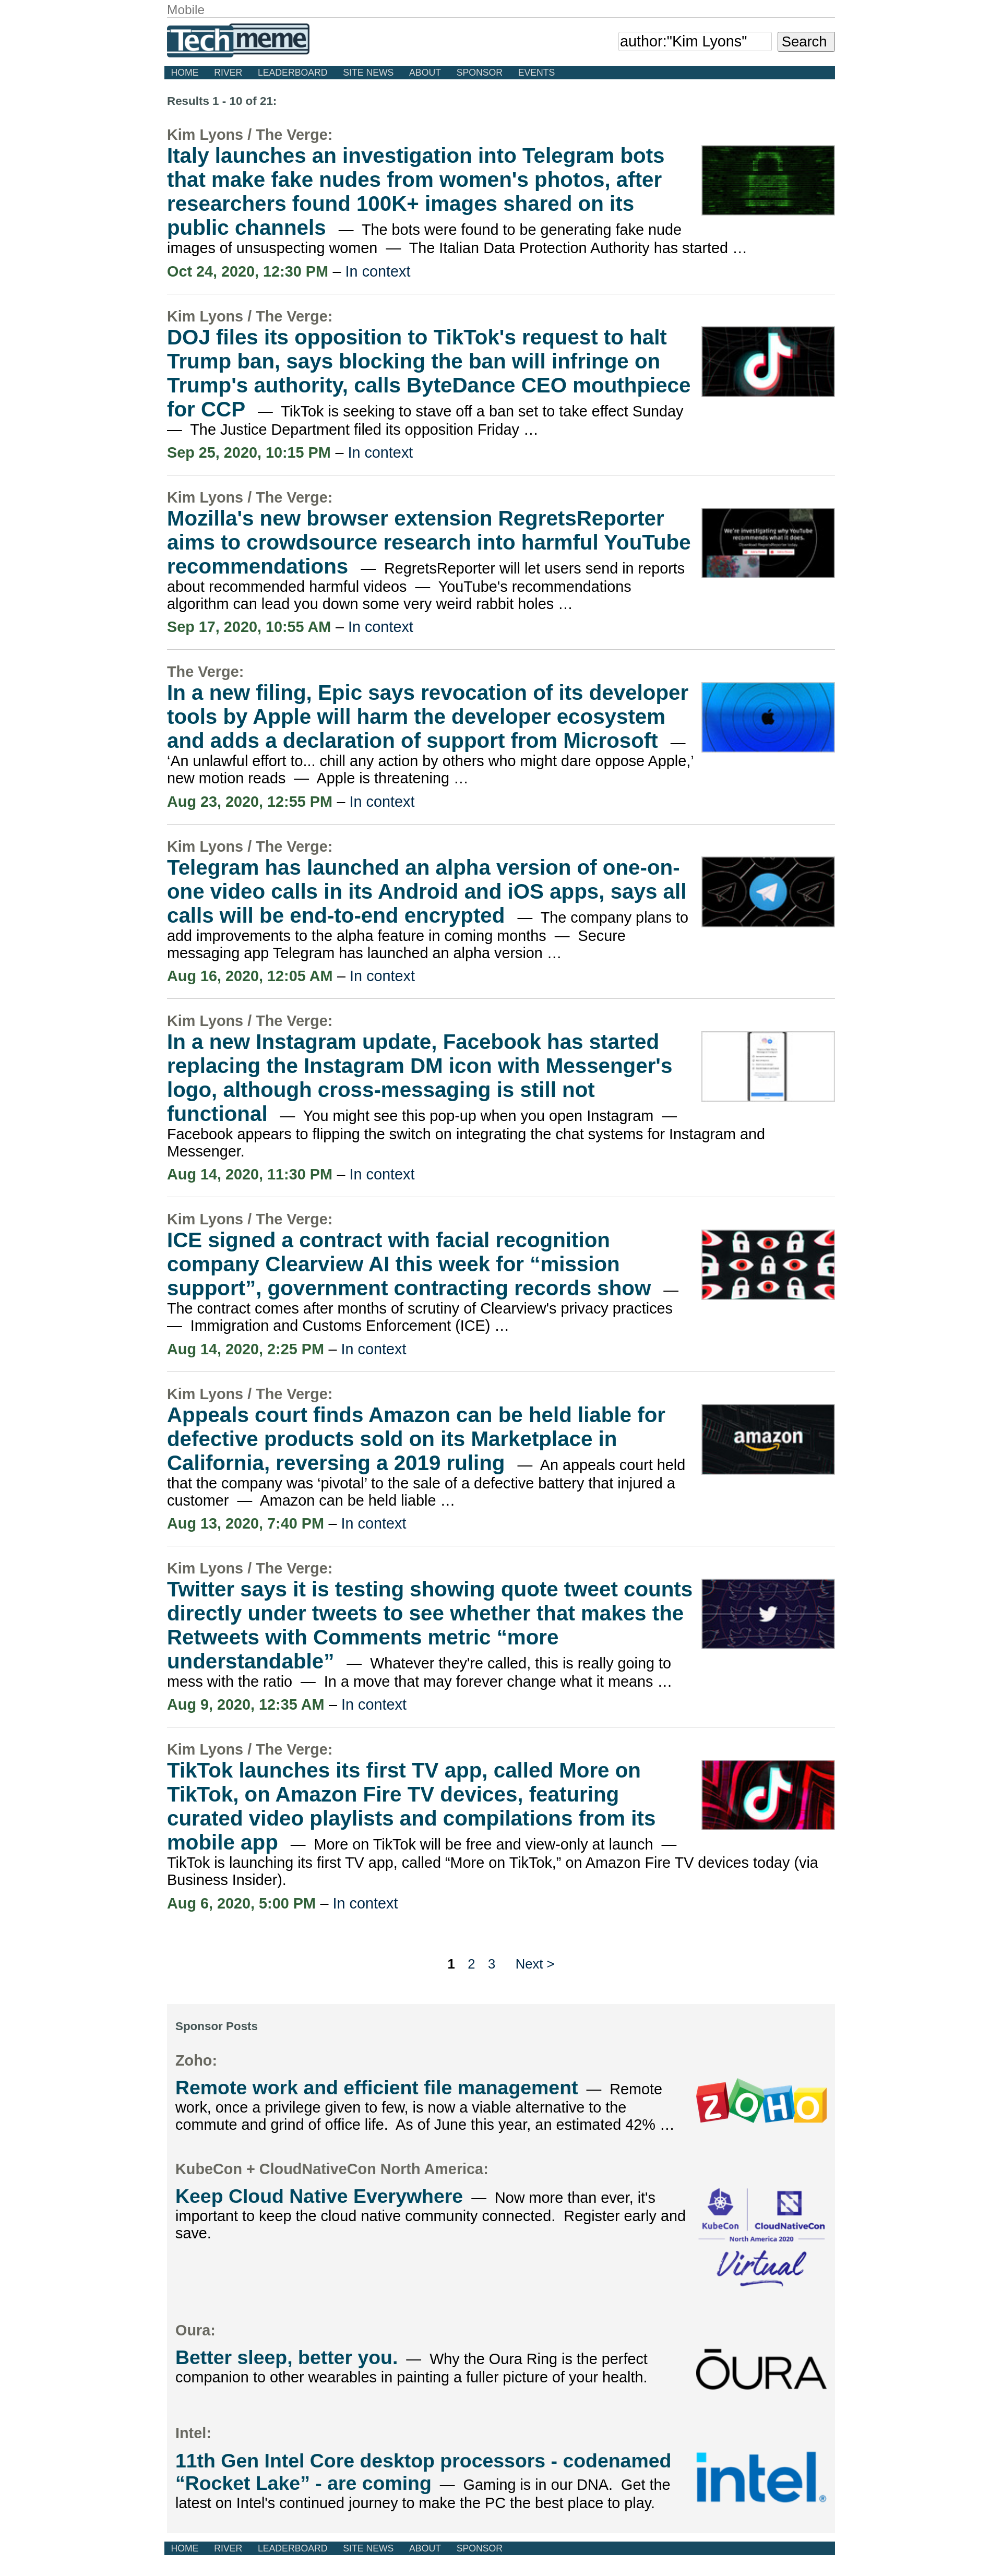 Mobile
Techmeme
author:"Kim Lyons"
Search
HOME RIVER LEADERBOARD SITE NEWS ABOUT SPONSOR EVENTS
Results 1 - 10 of 21:
Kim Lyons / The Verge:
Italy launches an investigation into Telegram bots
that make fake nudes from women's photos, after
researchers found 100K+ images shared on its
public channels — The bots were found to be generating fake nude
images of unsuspecting women — The Italian Data Protection Authority has started …
Oct 24, 2020, 12:30 PM – In context
Kim Lyons / The Verge:
DOJ files its opposition to TikTok's request to halt
Trump ban, says blocking the ban will infringe on
Trump's authority, calls ByteDance CEO mouthpiece
for CCP — TikTok is seeking to stave off a ban set to take effect Sunday
— The Justice Department filed its opposition Friday …
Sep 25, 2020, 10:15 PM – In context
Kim Lyons / The Verge:
Mozilla's new browser extension RegretsReporter
aims to crowdsource research into harmful YouTube
recommendations — RegretsReporter will let users send in reports
about recommended harmful videos — YouTube's recommendations
algorithm can lead you down some very weird rabbit holes …
We're investigating why YouTube
recommends what it does.
Sep 17, 2020, 10:55 AM – In context
The Verge:
In a new filing, Epic says revocation of its developer
tools by Apple will harm the developer ecosystem
and adds a declaration of support from Microsoft —
‘An unlawful effort to... chill any action by others who might dare oppose Apple,’
new motion reads — Apple is threatening …
Aug 23, 2020, 12:55 PM – In context
Kim Lyons / The Verge:
Telegram has launched an alpha version of one-on-
one video calls in its Android and iOS apps, says all
calls will be end-to-end encrypted — The company plans to
add improvements to the alpha feature in coming months — Secure
messaging app Telegram has launched an alpha version …
Aug 16, 2020, 12:05 AM – In context
Kim Lyons / The Verge:
In a new Instagram update, Facebook has started
replacing the Instagram DM icon with Messenger's
logo, although cross-messaging is still not
functional — You might see this pop-up when you open Instagram —
Facebook appears to flipping the switch on integrating the chat systems for Instagram and
Messenger.
Aug 14, 2020, 11:30 PM – In context
Kim Lyons / The Verge:
ICE signed a contract with facial recognition
company Clearview AI this week for “mission
support”, government contracting records show —
The contract comes after months of scrutiny of Clearview's privacy practices
— Immigration and Customs Enforcement (ICE) …
Aug 14, 2020, 2:25 PM – In context
Kim Lyons / The Verge:
Appeals court finds Amazon can be held liable for
defective products sold on its Marketplace in
California, reversing a 2019 ruling — An appeals court held
that the company was ‘pivotal’ to the sale of a defective battery that injured a
customer — Amazon can be held liable …
amazon
Aug 13, 2020, 7:40 PM – In context
Kim Lyons / The Verge:
Twitter says it is testing showing quote tweet counts
directly under tweets to see whether that makes the
Retweets with Comments metric “more
understandable” — Whatever they're called, this is really going to
mess with the ratio — In a move that may forever change what it means …
Aug 9, 2020, 12:35 AM – In context
Kim Lyons / The Verge:
TikTok launches its first TV app, called More on
TikTok, on Amazon Fire TV devices, featuring
curated video playlists and compilations from its
mobile app — More on TikTok will be free and view-only at launch —
TikTok is launching its first TV app, called “More on TikTok,” on Amazon Fire TV devices today (via
Business Insider).
Aug 6, 2020, 5:00 PM – In context
1 2 3 Next >
Sponsor Posts
Zoho:
Remote work and efficient file management — Remote
work, once a privilege given to few, is now a viable alternative to the
commute and grind of office life. As of June this year, an estimated 42% …
ZOHO
KubeCon + CloudNativeCon North America:
Keep Cloud Native Everywhere — Now more than ever, it's
important to keep the cloud native community connected. Register early and
save.
KubeCon CloudNativeCon
North America 2020
Virtual
Oura:
Better sleep, better you. — Why the Oura Ring is the perfect
companion to other wearables in painting a fuller picture of your health.
ŌURA
Intel:
11th Gen Intel Core desktop processors - codenamed
“Rocket Lake” - are coming — Gaming is in our DNA. Get the
latest on Intel's continued journey to make the PC the best place to play.
intel®
HOME RIVER LEADERBOARD SITE NEWS ABOUT SPONSOR